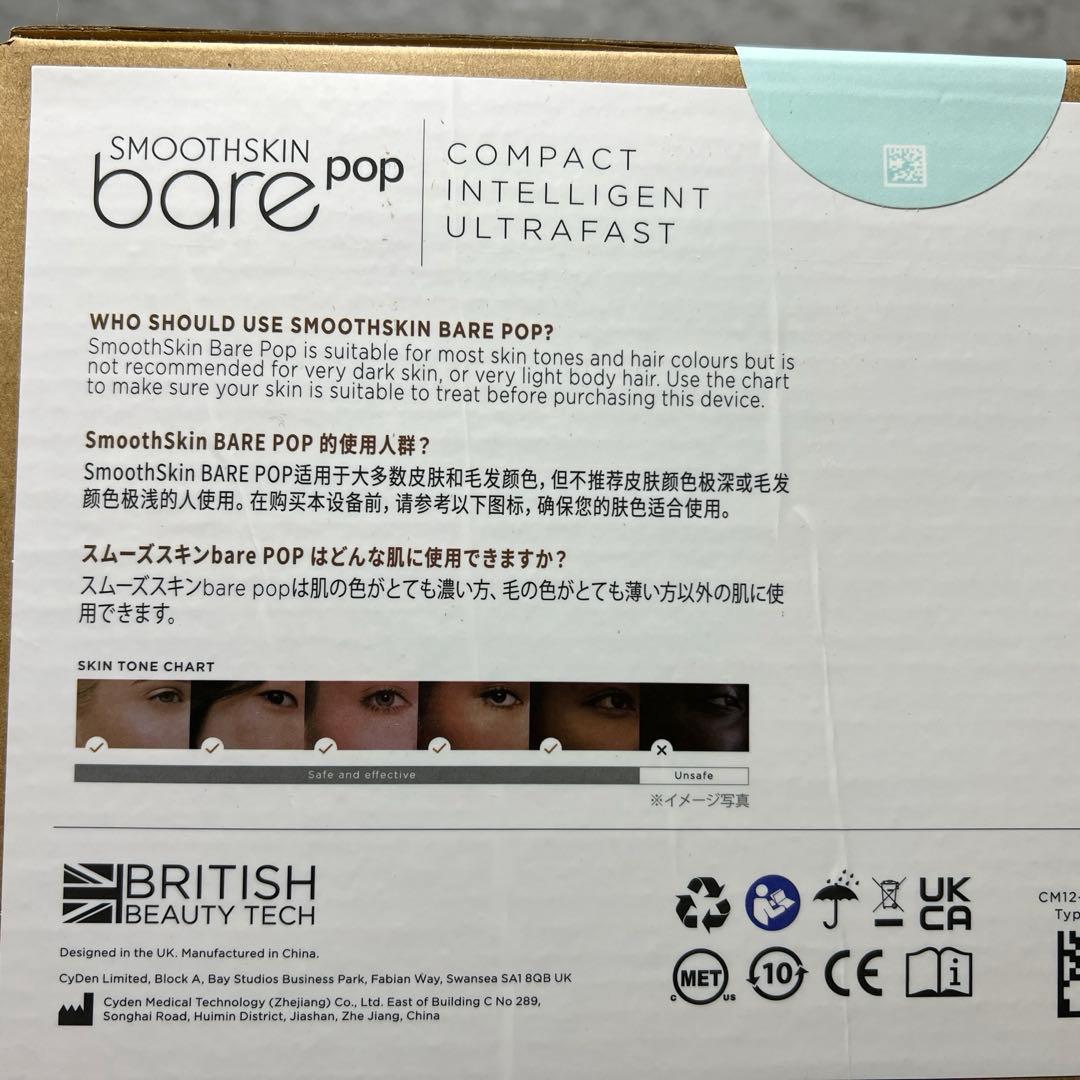 SMOOTHSKIN
bare pop
COMPACT
INTELLIGENT
ULTRAFAST
WHO SHOULD USE SMOOTHSKIN BARE POP?
SmoothSkin Bare Pop is suitable for most skin tones and hair colours but is
not recommended for very dark skin, or very light body hair. Use the chart
to make sure your skin is suitable to treat before purchasing this device.
SmoothSkin BARE POP 的使用人群？
SmoothSkin BARE POP适用于大多数皮肤和毛发颜色，但不推荐皮肤颜色极深或毛发
颜色极浅的人使用。在购买本设备前，请参考以下图标，确保您的肤色适合使用。
スムーズスキンbare POP はどんな肌に使用できますか？
スムーズスキンbare popは肌の色がとても濃い方、毛の色がとても薄い方以外の肌に使
用できます。
SKIN TONE CHART
Safe and effective
Unsafe
※イメージ写真
BRITISH
BEAUTY TECH
Designed in the UK. Manufactured in China.
CyDen Limited, Block A, Bay Studios Business Park, Fabian Way, Swansea SA1 8QB UK
Cyden Medical Technology (Zhejiang) Co., Ltd. East of Building C No 289,
Songhai Road, Huimin District, Jiashan, Zhe Jiang, China
UK
CA
C MET US
10
CE
i
CM12-
Typ